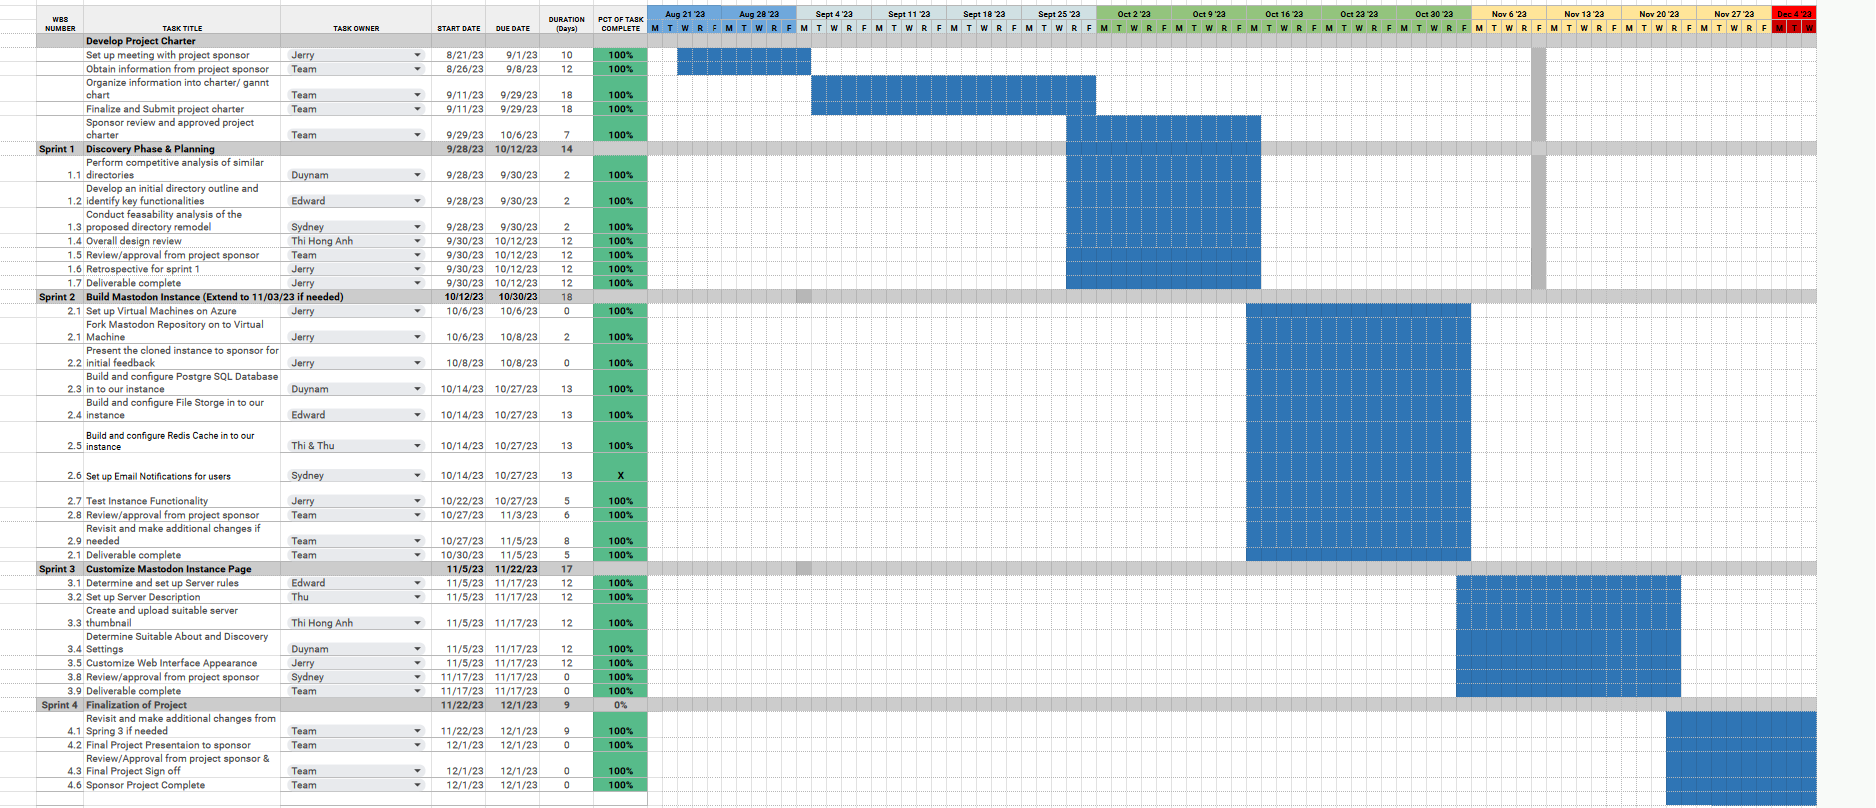 WBS NUMBER TASK TITLE TASK OWNER START DATE DUE DATE DURATION (Days) PCT OF TASK COMPLETE Aug 21 '23 Aug 28 '23 Sept 4 '23 Sept 11 '23 Sept 18 '23 Sept 25 '23 Oct 2 '23 Oct 9 '23 Oct 16 '23 Oct 23 '23 Oct 30 '23 Nov 6 '23 Nov 13 '23 Nov 20 '23 Nov 27 '23 Dec 4 '23
M T W R F M T W R F M T W R F M T W R F M T W R F M T W R F M T W R F M T W R F M T W R F M T W R F M T W R F M T W R F M T W R F M T W R F M T W R F M T W
Develop Project Charter
Set up meeting with project sponsor Jerry 8/21/23 9/1/23 10 100%
Obtain information from project sponsor Team 8/26/23 9/8/23 12 100%
Organize information into charter/ gannt
chart Team 9/11/23 9/29/23 18 100%
Finalize and Submit project charter Team 9/11/23 9/29/23 18 100%
Sponsor review and approved project
charter Team 9/29/23 10/6/23 7 100%
Sprint 1 Discovery Phase & Planning 9/28/23 10/12/23 14
Perform competitive analysis of similar
1.1 directories Duynam 9/28/23 9/30/23 2 100%
Develop an initial directory outline and
1.2 identify key functionalities Edward 9/28/23 9/30/23 2 100%
Conduct feasability analysis of the
1.3 proposed directory remodel Sydney 9/28/23 9/30/23 2 100%
1.4 Overall design review Thi Hong Anh 9/30/23 10/12/23 12 100%
1.5 Review/approval from project sponsor Team 9/30/23 10/12/23 12 100%
1.6 Retrospective for sprint 1 Jerry 9/30/23 10/12/23 12 100%
1.7 Deliverable complete Jerry 9/30/23 10/12/23 12 100%
Sprint 2 Build Mastodon Instance (Extend to 11/03/23 if needed) 10/12/23 10/30/23 18
2.1 Set up Virtual Machines on Azure Jerry 10/6/23 10/6/23 0 100%
Fork Mastodon Repository on to Virtual
2.1 Machine Jerry 10/6/23 10/8/23 2 100%
Present the cloned instance to sponsor for
2.2 initial feedback Jerry 10/8/23 10/8/23 0 100%
Build and configure Postgre SQL Database
2.3 in to our instance Duynam 10/14/23 10/27/23 13 100%
Build and configure File Storge in to our
2.4 instance Edward 10/14/23 10/27/23 13 100%
Build and configure Redis Cache in to our
2.5 instance Thi & Thu 10/14/23 10/27/23 13 100%
2.6 Set up Email Notifications for users Sydney 10/14/23 10/27/23 13 X
2.7 Test Instance Functionality Jerry 10/22/23 10/27/23 5 100%
2.8 Review/approval from project sponsor Team 10/27/23 11/3/23 6 100%
Revisit and make additional changes if
2.9 needed Team 10/27/23 11/5/23 8 100%
2.1 Deliverable complete Team 10/30/23 11/5/23 5 100%
Sprint 3 Customize Mastodon Instance Page 11/5/23 11/22/23 17
3.1 Determine and set up Server rules Edward 11/5/23 11/17/23 12 100%
3.2 Set up Server Description Thu 11/5/23 11/17/23 12 100%
Create and upload suitable server
3.3 thumbnail Thi Hong Anh 11/5/23 11/17/23 12 100%
Determine Suitable About and Discovery
3.4 Settings Duynam 11/5/23 11/17/23 12 100%
3.5 Customize Web Interface Appearance Jerry 11/5/23 11/17/23 12 100%
3.8 Review/approval from project sponsor Sydney 11/17/23 11/17/23 0 100%
3.9 Deliverable complete Team 11/17/23 11/17/23 0 100%
Sprint 4 Finalization of Project 11/22/23 12/1/23 9 0%
Revisit and make additional changes from
4.1 Spring 3 if needed Team 11/22/23 12/1/23 9 100%
4.2 Final Project Presentaion to sponsor Team 12/1/23 12/1/23 0 100%
Review/Approval from project sponsor &
4.3 Final Project Sign off Team 12/1/23 12/1/23 0 100%
4.6 Sponsor Project Complete Team 12/1/23 12/1/23 0 100%